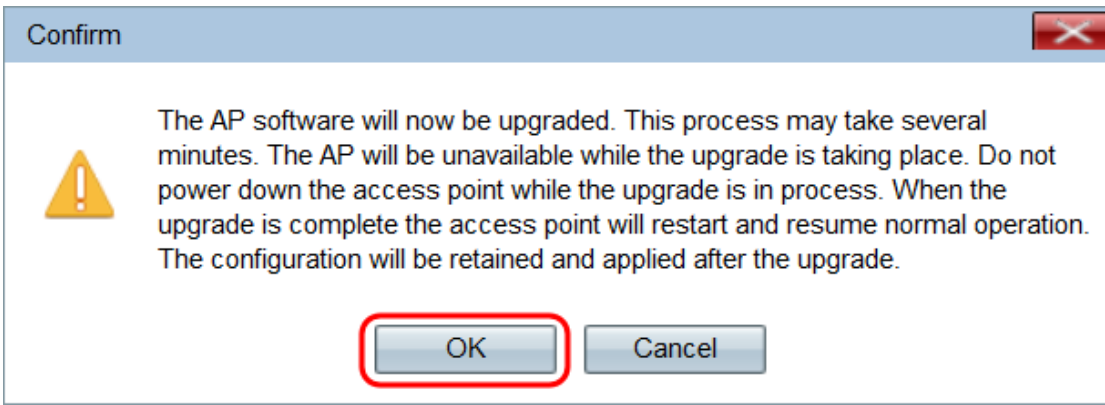 Confirm
The AP software will now be upgraded. This process may take several
minutes. The AP will be unavailable while the upgrade is taking place. Do not
power down the access point while the upgrade is in process. When the
upgrade is complete the access point will restart and resume normal operation.
The configuration will be retained and applied after the upgrade.
OK Cancel